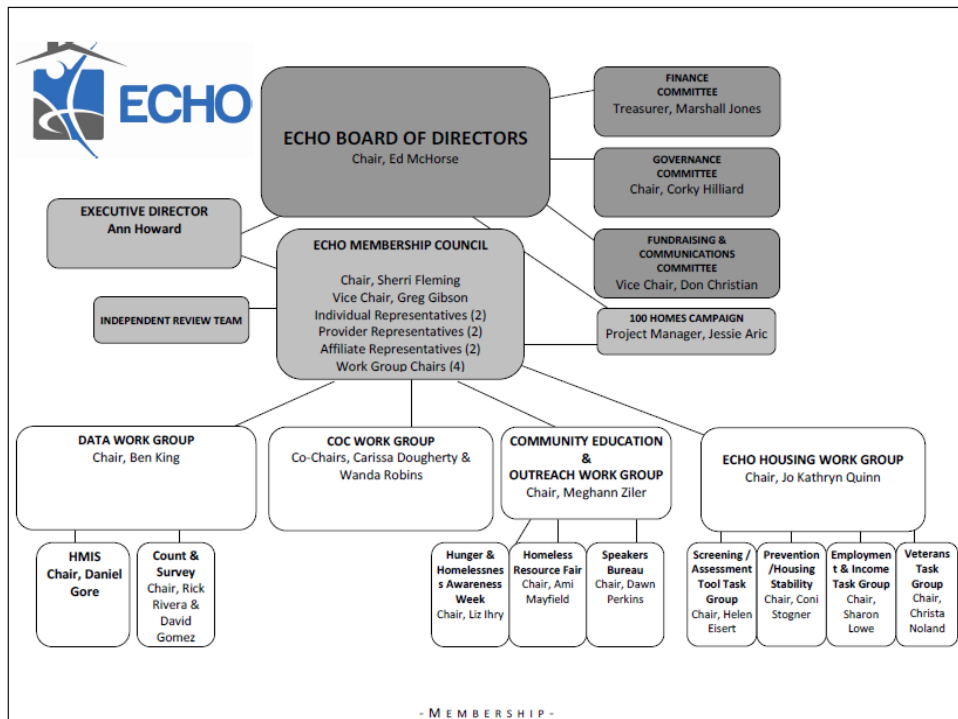 ECHO
ECHO BOARD OF DIRECTORS
Chair, Ed McHorse
FINANCE
COMMITTEE
Treasurer, Marshall Jones
GOVERNANCE
COMMITTEE
Chair, Corky Hilliard
FUNDRAISING &
COMMUNICATIONS
COMMITTEE
Vice Chair, Don Christian
EXECUTIVE DIRECTOR
Ann Howard
ECHO MEMBERSHIP COUNCIL
Chair, Sherri Fleming
Vice Chair, Greg Gibson
Individual Representatives (2)
Provider Representatives (2)
Affiliate Representatives (2)
Work Group Chairs (4)
INDEPENDENT REVIEW TEAM
100 HOMES CAMPAIGN
Project Manager, Jessie Aric
DATA WORK GROUP
Chair, Ben King
COC WORK GROUP
Co-Chairs, Carissa Dougherty &
Wanda Robins
COMMUNITY EDUCATION
&
OUTREACH WORK GROUP
Chair, Meghann Ziler
ECHO HOUSING WORK GROUP
Chair, Jo Kathryn Quinn
HMIS
Chair, Daniel
Gore
Count &
Survey
Chair, Rick
Rivera &
David
Gomez
Hunger &
Homelessnes
s Awareness
Week
Chair, Liz Ihry
Homeless
Resource Fair
Chair, Ami
Mayfield
Speakers
Bureau
Chair, Dawn
Perkins
Screening /
Assessment
Tool Task
Group
Chair, Helen
Eisert
Prevention
/Housing
Stability
Chair, Coni
Stogner
Employmen
t & Income
Task Group
Chair,
Sharon
Lowe
Veterans
Task
Group
Chair,
Christa
Noland
- MEMBERSHIP -